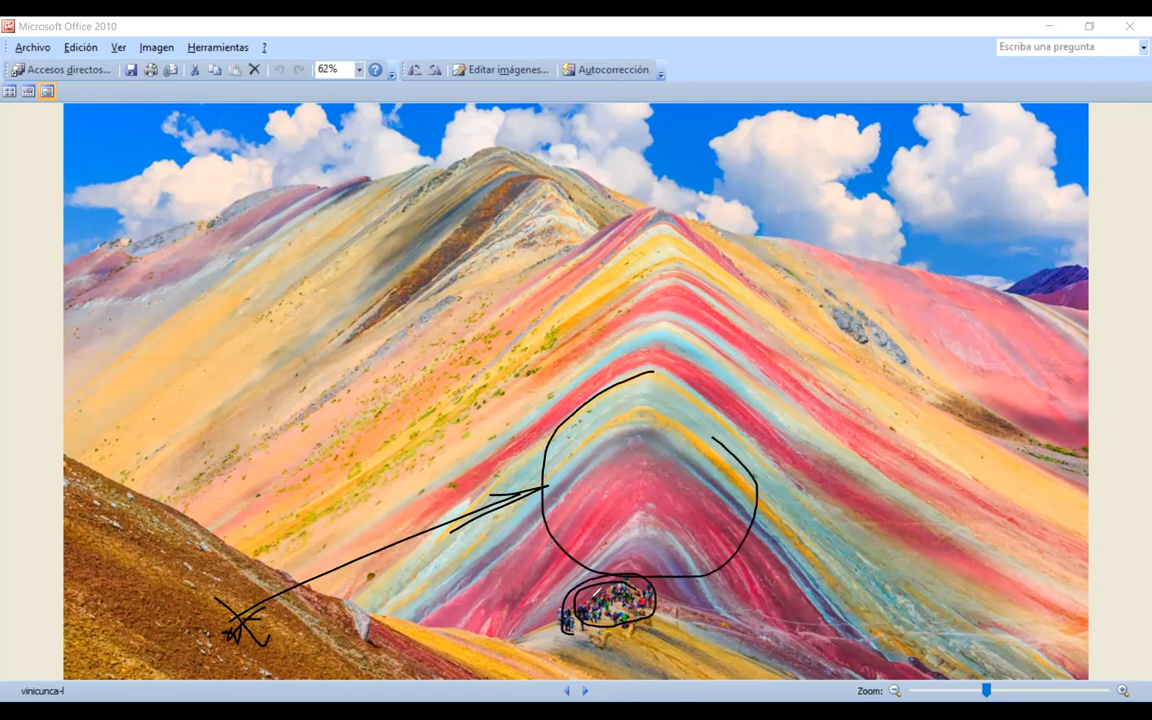 Microsoft Office 2010
Archivo Edición Ver Imagen Herramientas ?
Escriba una pregunta
Accesos directos... 62% Editar imágenes... Autocorrección
vinicunca-l
Zoom: